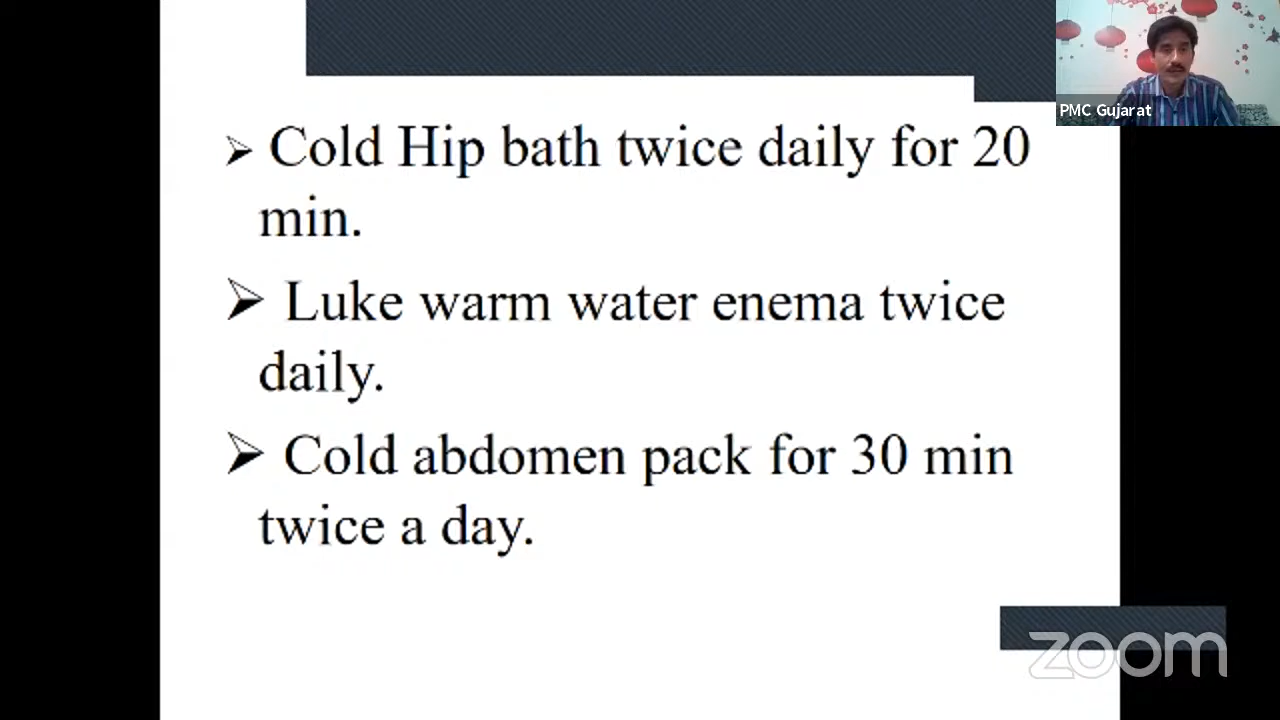 PMC Gujarat
➢ Cold Hip bath twice daily for 20
min.
➢ Luke warm water enema twice
daily.
➢ Cold abdomen pack for 30 min
twice a day.
zoom